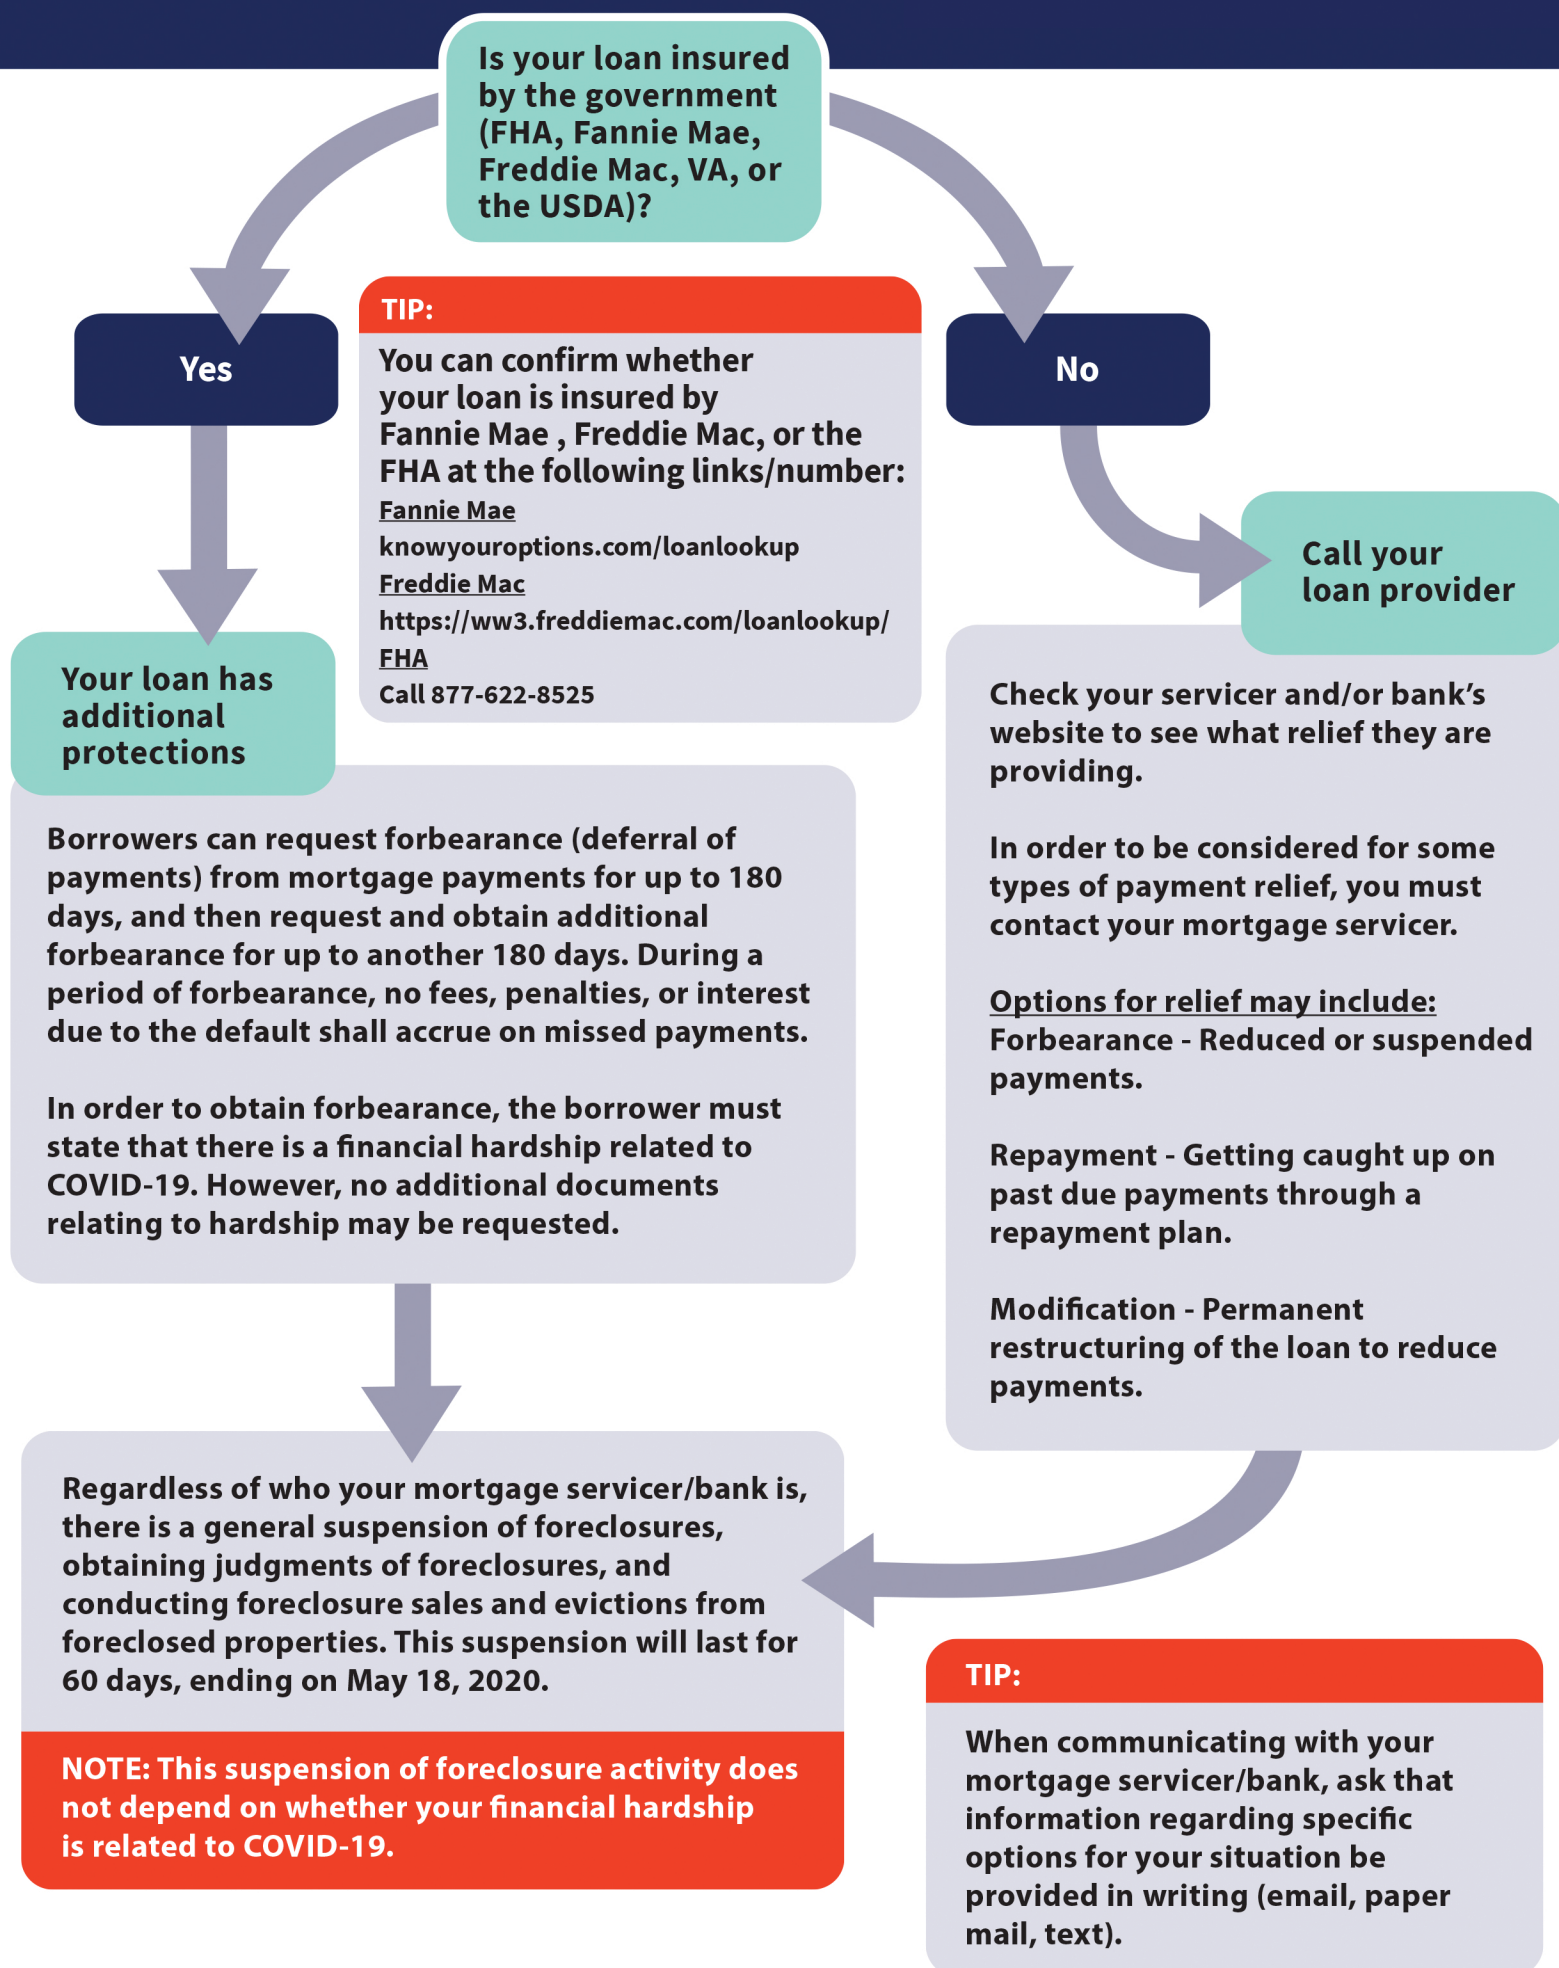 Is your loan insured
by the government
(FHA, Fannie Mae,
Freddie Mac, VA, or
the USDA)?
Yes
TIP:
You can confirm whether
your loan is insured by
Fannie Mae , Freddie Mac, or the
FHA at the following links/number:
Fannie Mae
knowyouroptions.com/loanlookup
Freddie Mac
https://ww3.freddiemac.com/loanlookup/
FHA
Call 877-622-8525
No
Call your
loan provider
Your loan has
additional
protections
Borrowers can request forbearance (deferral of
payments) from mortgage payments for up to 180
days, and then request and obtain additional
forbearance for up to another 180 days. During a
period of forbearance, no fees, penalties, or interest
due to the default shall accrue on missed payments.
In order to obtain forbearance, the borrower must
state that there is a financial hardship related to
COVID-19. However, no additional documents
relating to hardship may be requested.
Check your servicer and/or bank’s
website to see what relief they are
providing.
In order to be considered for some
types of payment relief, you must
contact your mortgage servicer.
Options for relief may include:
Forbearance - Reduced or suspended
payments.
Repayment - Getting caught up on
past due payments through a
repayment plan.
Modification - Permanent
restructuring of the loan to reduce
payments.
Regardless of who your mortgage servicer/bank is,
there is a general suspension of foreclosures,
obtaining judgments of foreclosures, and
conducting foreclosure sales and evictions from
foreclosed properties. This suspension will last for
60 days, ending on May 18, 2020.
NOTE: This suspension of foreclosure activity does
not depend on whether your financial hardship
is related to COVID-19.
TIP:
When communicating with your
mortgage servicer/bank, ask that
information regarding specific
options for your situation be
provided in writing (email, paper
mail, text).